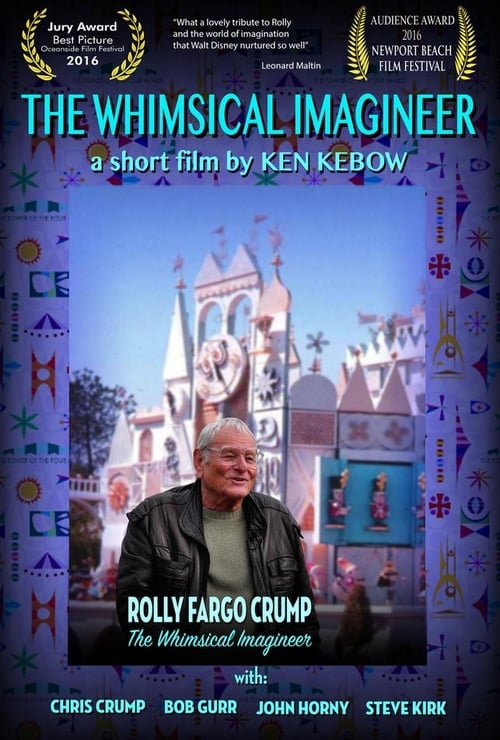 Jury Award
Best Picture
Oceanside Film Festival
2016
"What a lovely tribute to Rolly
and the world of imagination
that Walt Disney nurtured so well"
Leonard Maltin
AUDIENCE AWARD
2016
NEWPORT BEACH
FILM FESTIVAL
THE WHIMSICAL IMAGINEER
a short film by KEN KEBOW
ROLLY FARGO CRUMP
The Whimsical Imagineer
with:
CHRIS CRUMP BOB GURR JOHN HORNY STEVE KIRK